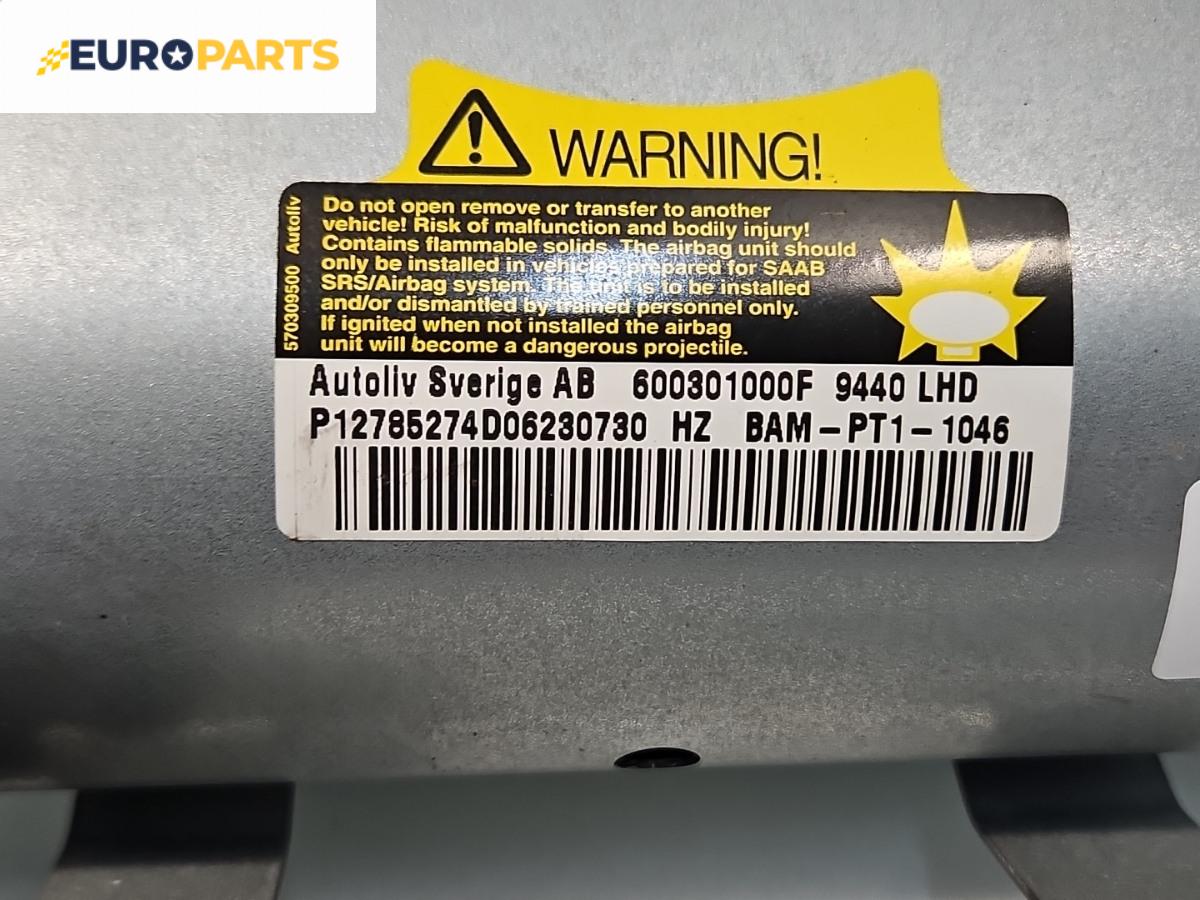 EUROPARTS
WARNING!
570309500 Autoliv
Do not open remove or transfer to another
vehicle! Risk of malfunction and bodily injury!
Contains flammable solids. The airbag unit should
only be installed in vehicles prepared for SAAB
SRS/Airbag system. The unit is to be installed
and/or dismantled by trained personnel only.
If ignited when not installed the airbag
unit will become a dangerous projectile.
Autoliv Sverige AB 600301000F 9440 LHD
P12785274D06230730 HZ BAM-PT1-1046